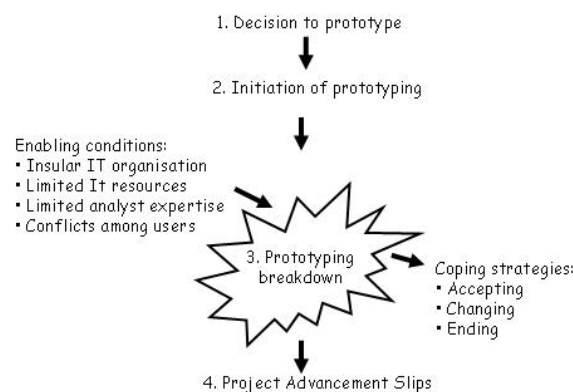 1. Decision to prototype
2. Initiation of prototyping
Enabling conditions:
▪ Insular IT organisation
▪ Limited It resources
▪ Limited analyst expertise
▪ Conflicts among users
3. Prototyping
breakdown
Coping strategies:
▪ Accepting
▪ Changing
▪ Ending
4. Project Advancement Slips